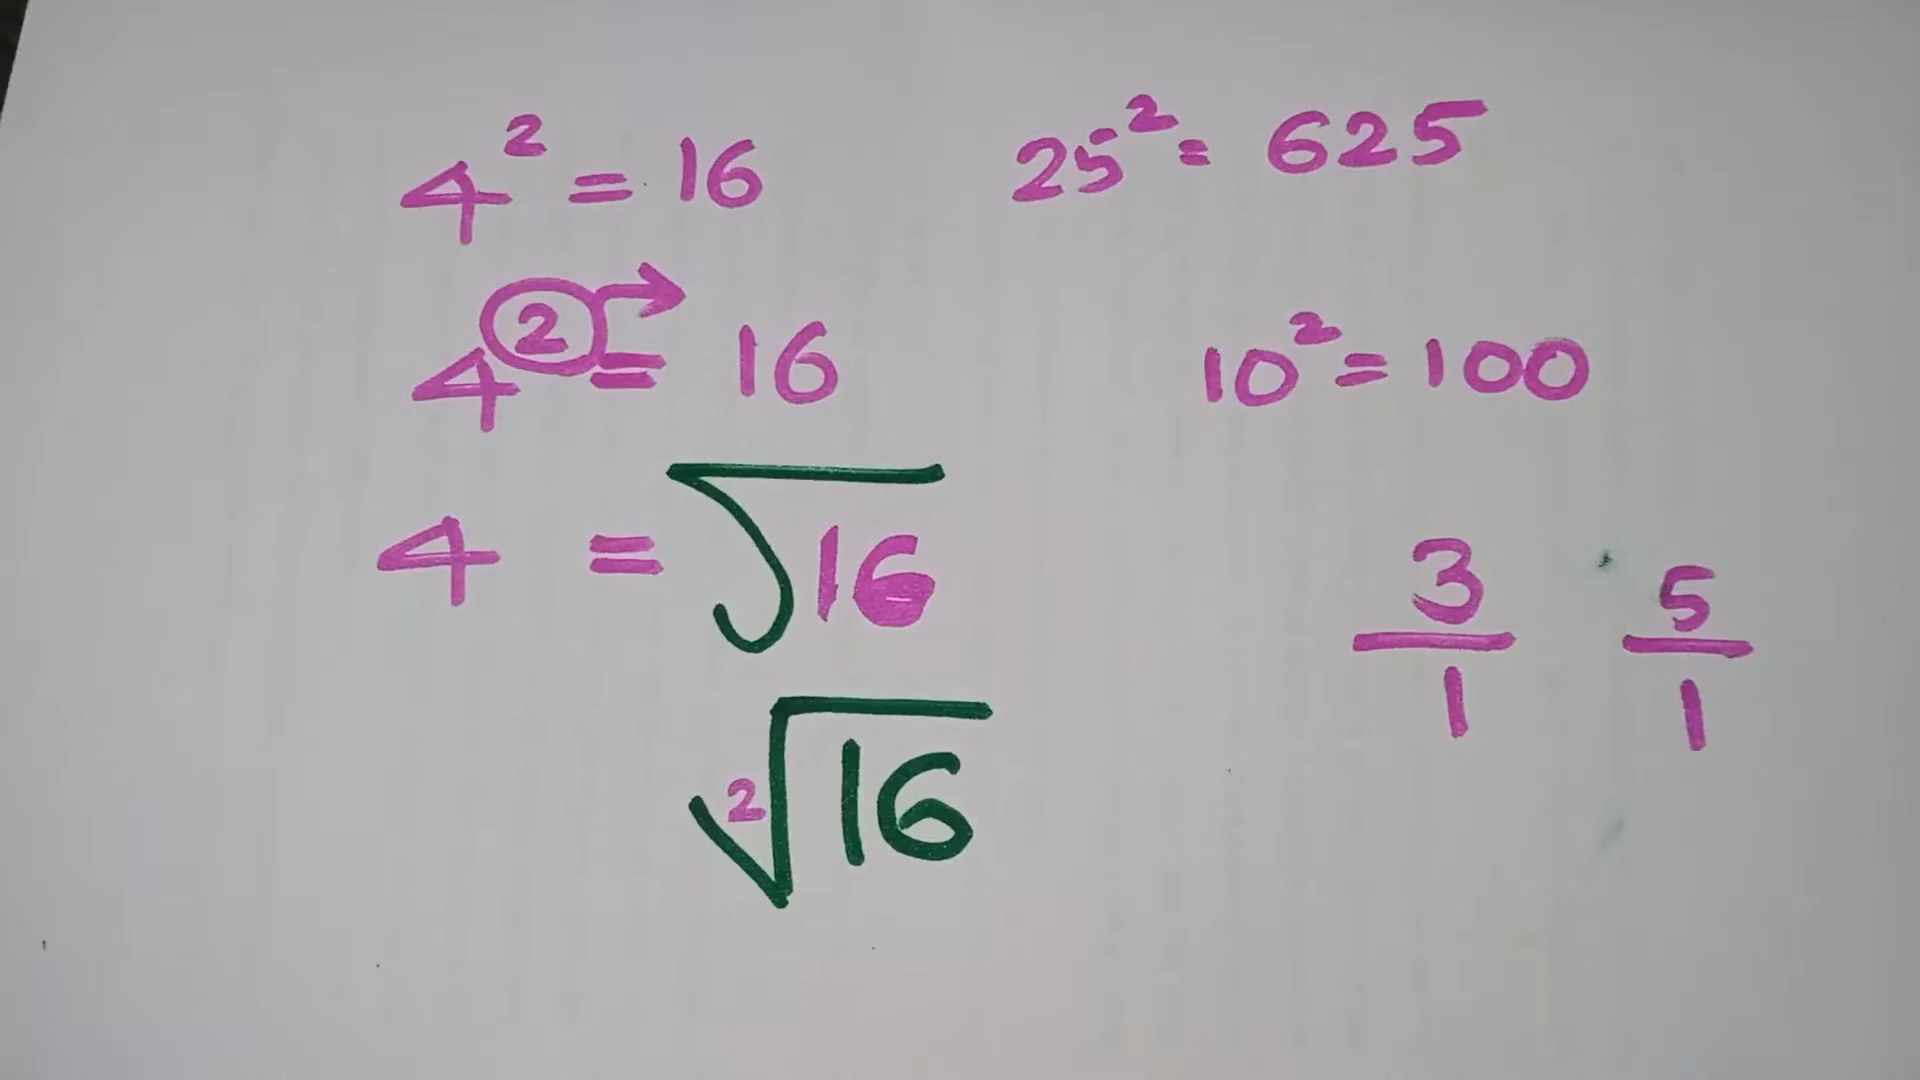 4² = 16
25² = 625
4² = 16
10² = 100
4 = √16
3/1
5/1
²√16